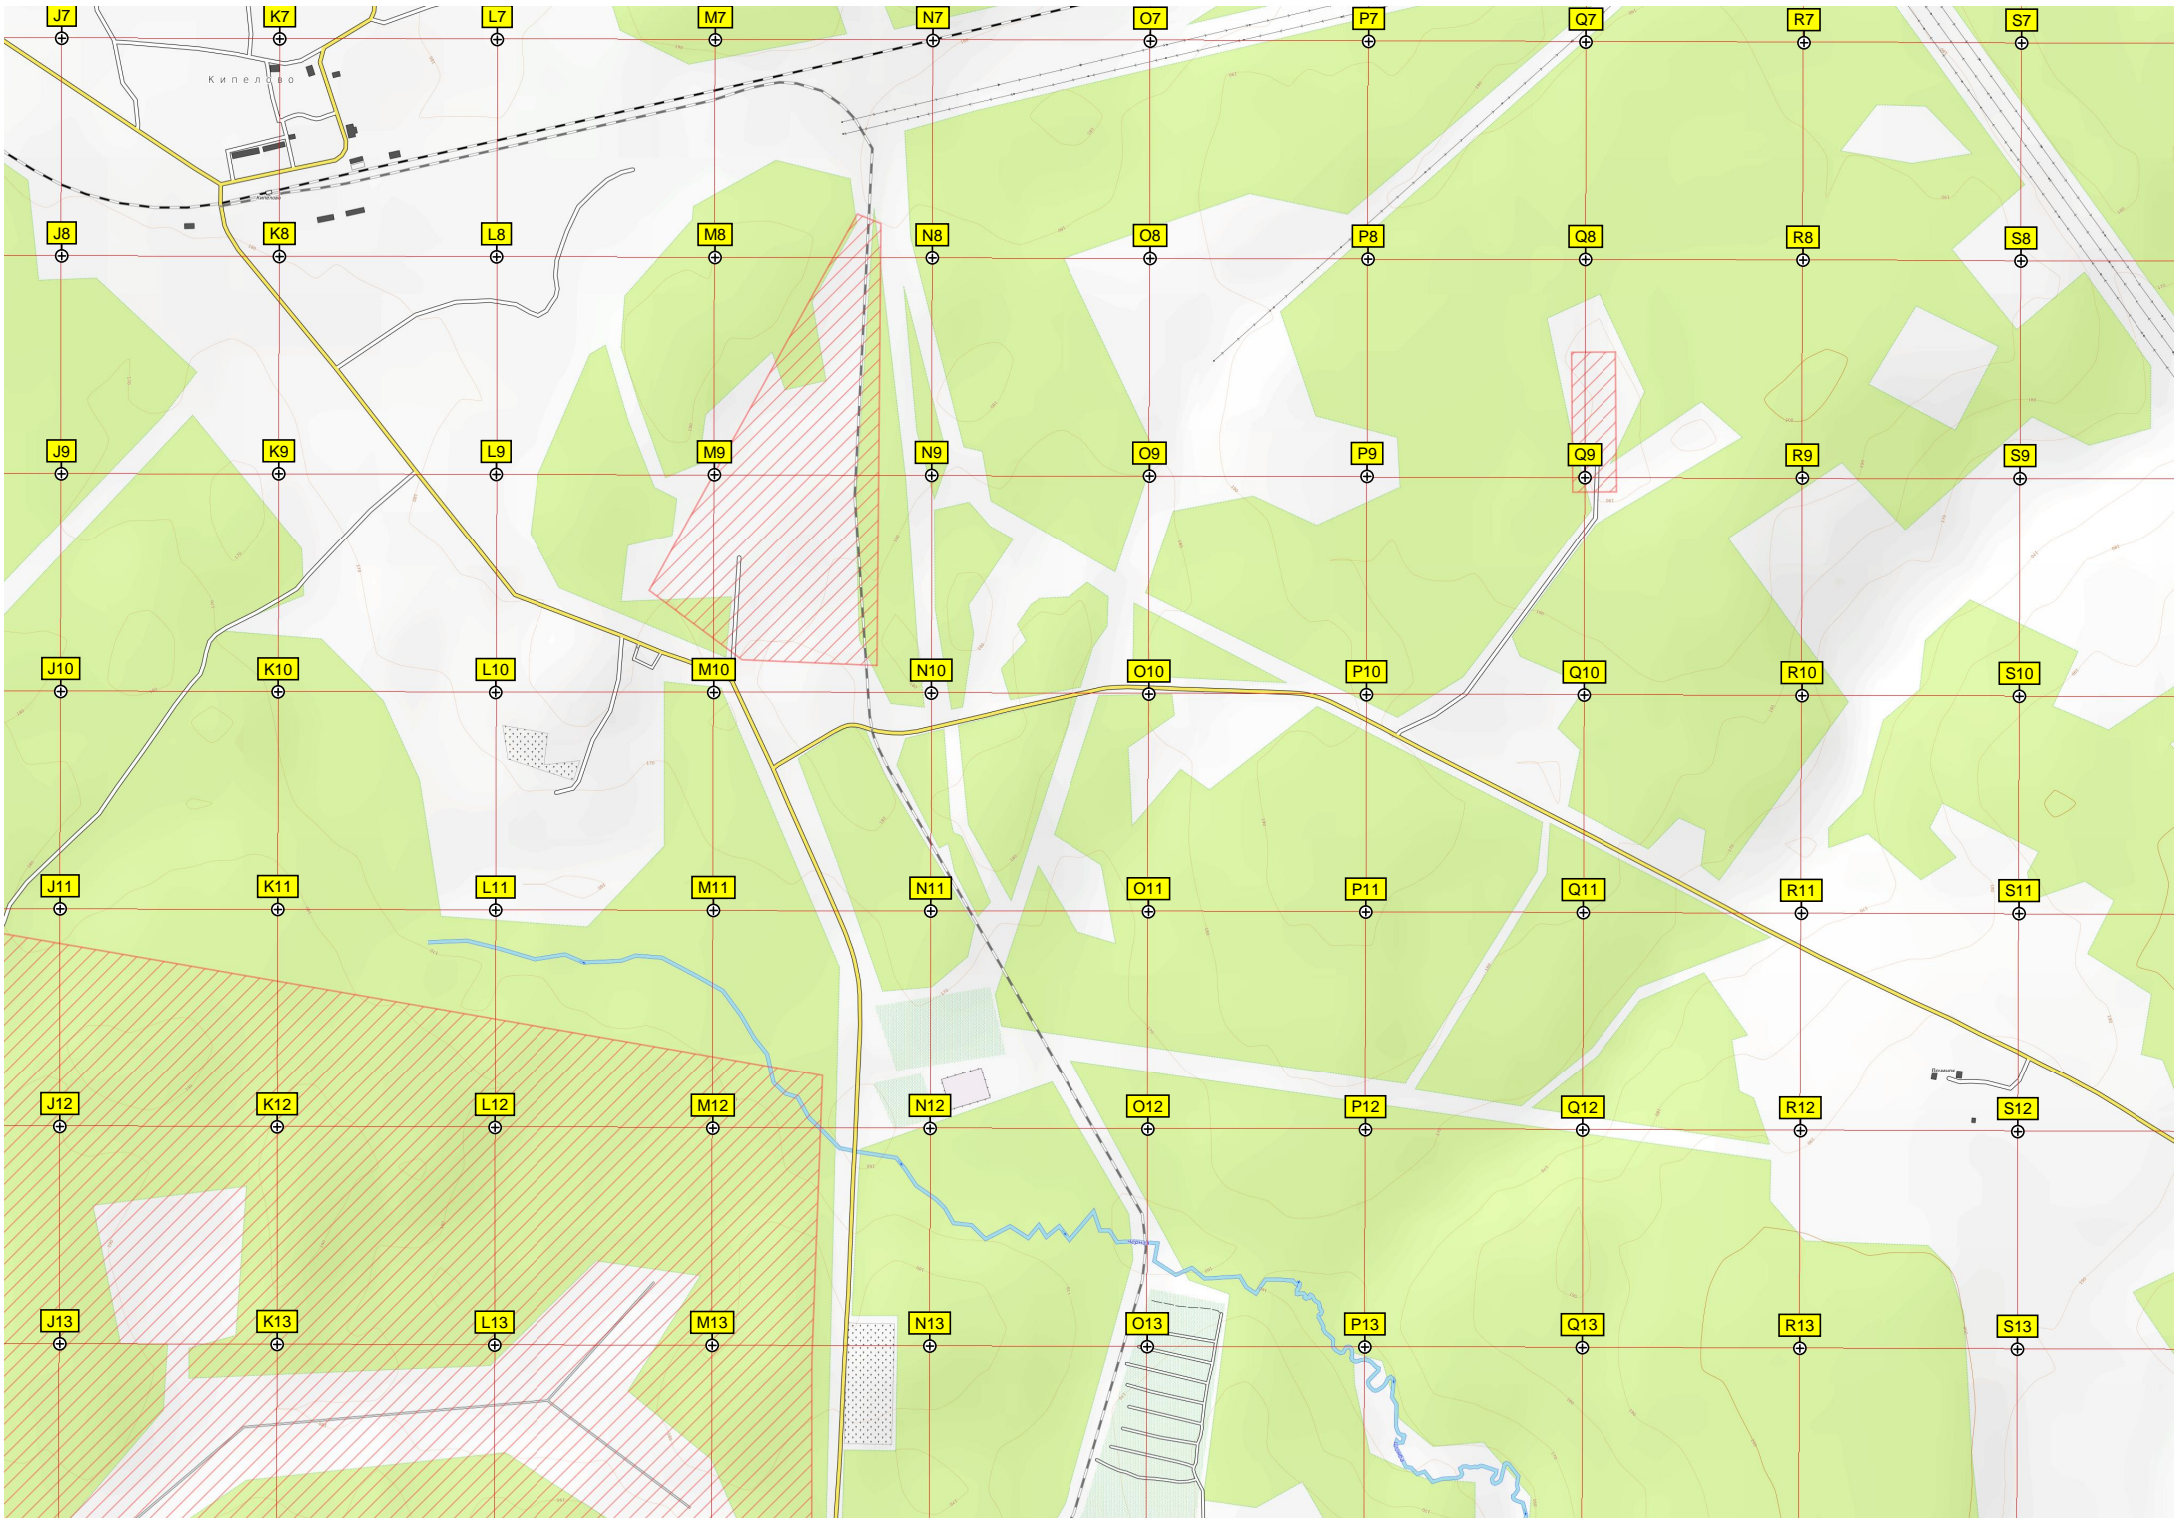 J7 K7 L7 M7 N7 O7 P7 Q7 R7 S7
Кипелово
Кипелово
J8 K8 L8 M8 N8 O8 P8 Q8 R8 S8
J9 K9 L9 M9 N9 O9 P9 Q9 R9 S9
J10 K10 L10 M10 N10 O10 P10 Q10 R10 S10
J11 K11 L11 M11 N11 O11 P11 Q11 R11 S11
J12 K12 L12 M12 N12 O12 P12 Q12 R12 S12
J13 K13 L13 M13 N13 O13 P13 Q13 R13 S13